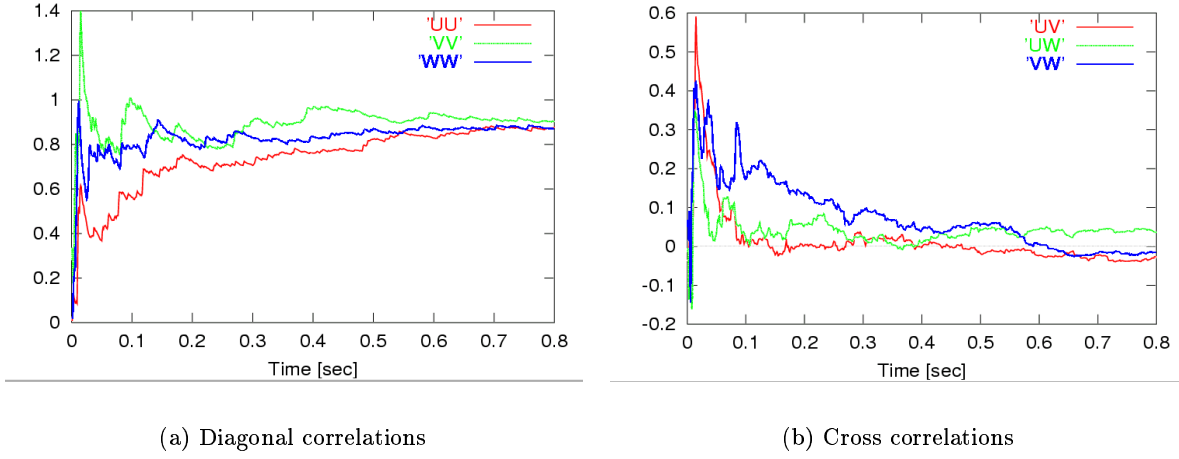 1.4
1.2
1
0.8
0.6
0.4
0.2
0
'UU'
'VV'
'WW'
0 0.1 0.2 0.3 0.4 0.5 0.6 0.7 0.8
Time [sec]
(a) Diagonal correlations
0.6
0.5
0.4
0.3
0.2
0.1
0
-0.1
-0.2
'UV'
'UW'
'VW'
0 0.1 0.2 0.3 0.4 0.5 0.6 0.7 0.8
Time [sec]
(b) Cross correlations